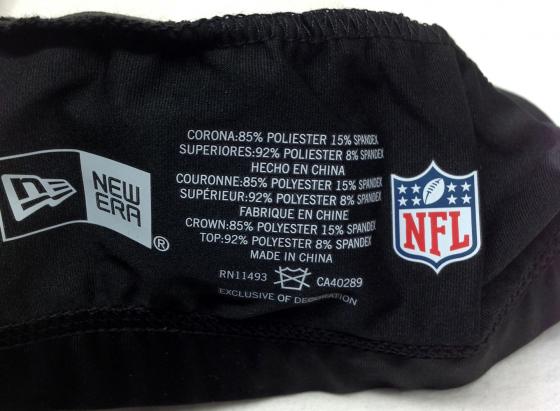 CORONA:85% POLIESTER 15% SPANDEX
SUPERIORES:92% POLIESTER 8% SPANDEX
HECHO EN CHINA
COURONNE:85% POLYESTER 15% SPANDEX
SUPÉRIEUR:92% POLYESTER 8% SPANDEX
FABRIQUE EN CHINE
CROWN:85% POLYESTER 15% SPANDEX
TOP:92% POLYESTER 8% SPANDEX
MADE IN CHINA
RN11493 CA40289
EXCLUSIVE OF DECORATION
NE NEW
ERA®
NFL